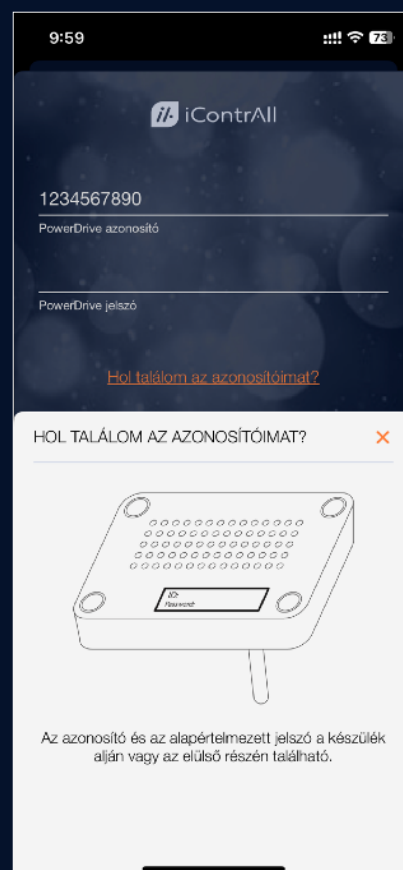 9:59
73
iContrAll
1234567890
PowerDrive azonosító
PowerDrive jelszó
Hol találom az azonosítóimat?
HOL TALÁLOM AZ AZONOSÍTÓIMAT?
ID:
Password:
Az azonosító és az alapértelmezett jelszó a készülék
alján vagy az elülső részén található.